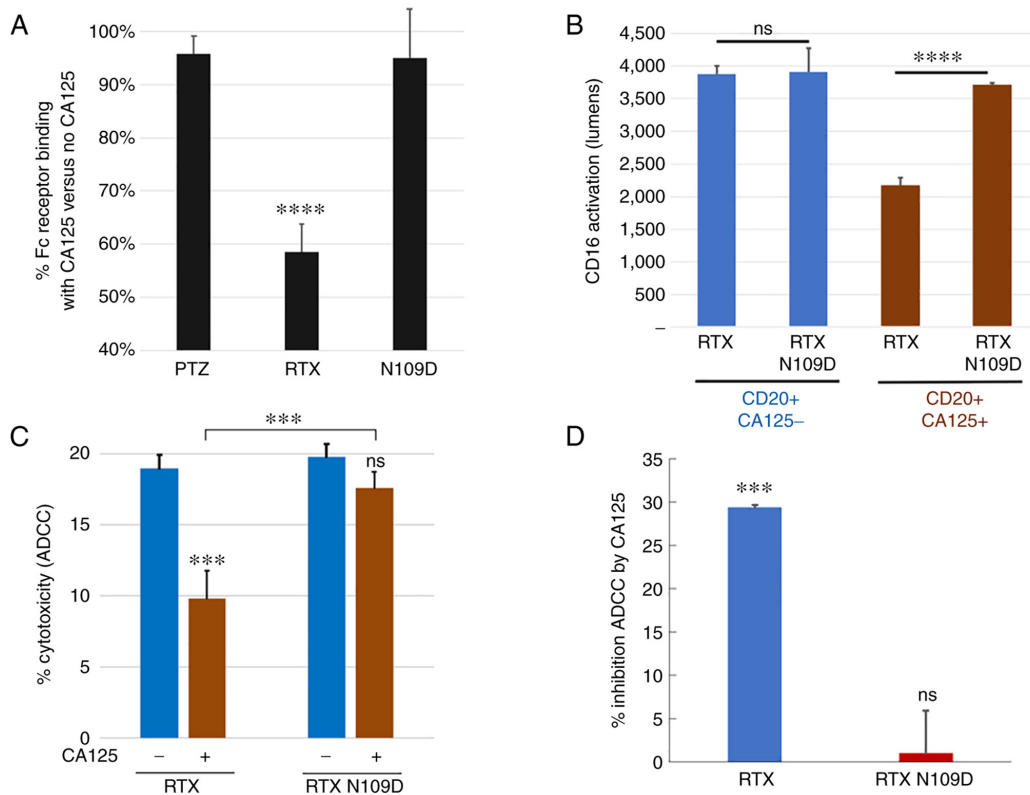 A
% Fc receptor binding
with CA125 versus no CA125
100%
90%
80%
70%
60%
50%
40%
****
PTZ
RTX
N109D
B
CD16 activation (lumens)
4,500
4,000
3,500
3,000
2,500
2,000
4,500
1,000
500
–
ns
****
RTX
RTX
N109D
RTX
RTX
N109D
CD20+
CA125–
CD20+
CA125+
C
% cytotoxicity (ADCC)
20
15
10
5
0
***
***
ns
CA125
–
+
–
+
RTX
RTX N109D
D
% inhibition ADCC by CA125
35
30
25
30
15
10
5
0
***
ns
RTX
RTX N109D